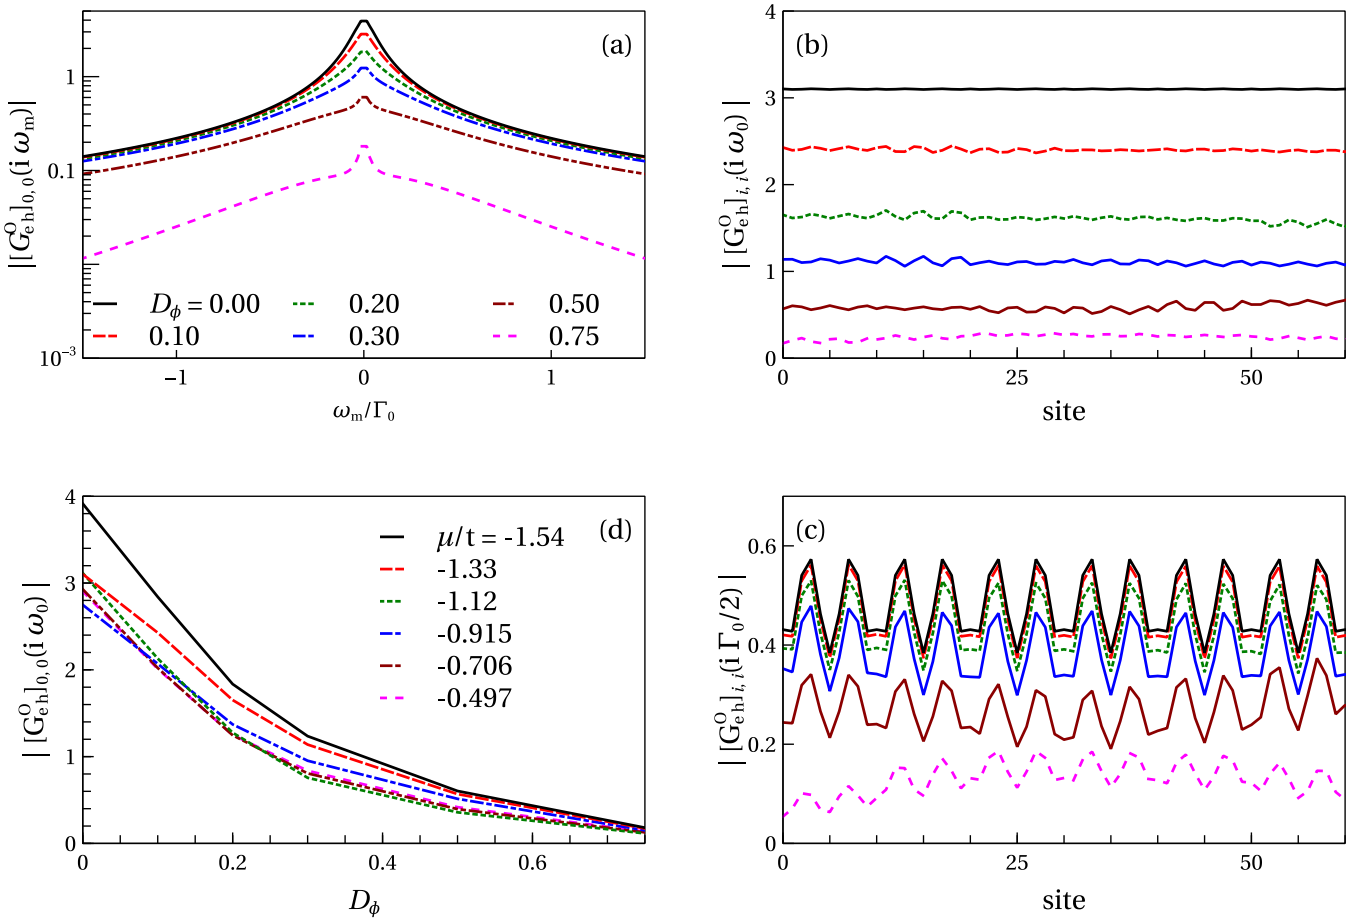 (a)
| [G^O_eh]_0,0 (i ω_m) |
1
0.1
10^-3
D_ϕ = 0.00
0.20
0.50
0.10
0.30
0.75
-1
0
1
ω_m/Γ_0
(b)
| [G^O_eh]_i,i (i ω_0) |
4
3
2
1
0
0
25
50
site
(d)
| [G^O_eh]_0,0 (i ω_0) |
4
3
2
1
0
μ/t = -1.54
-1.33
-1.12
-0.915
-0.706
-0.497
0
0.2
0.4
0.6
D_ϕ
(c)
| [G^O_eh]_i,i (i Γ_0/2) |
0.6
0.4
0.2
0
0
25
50
site